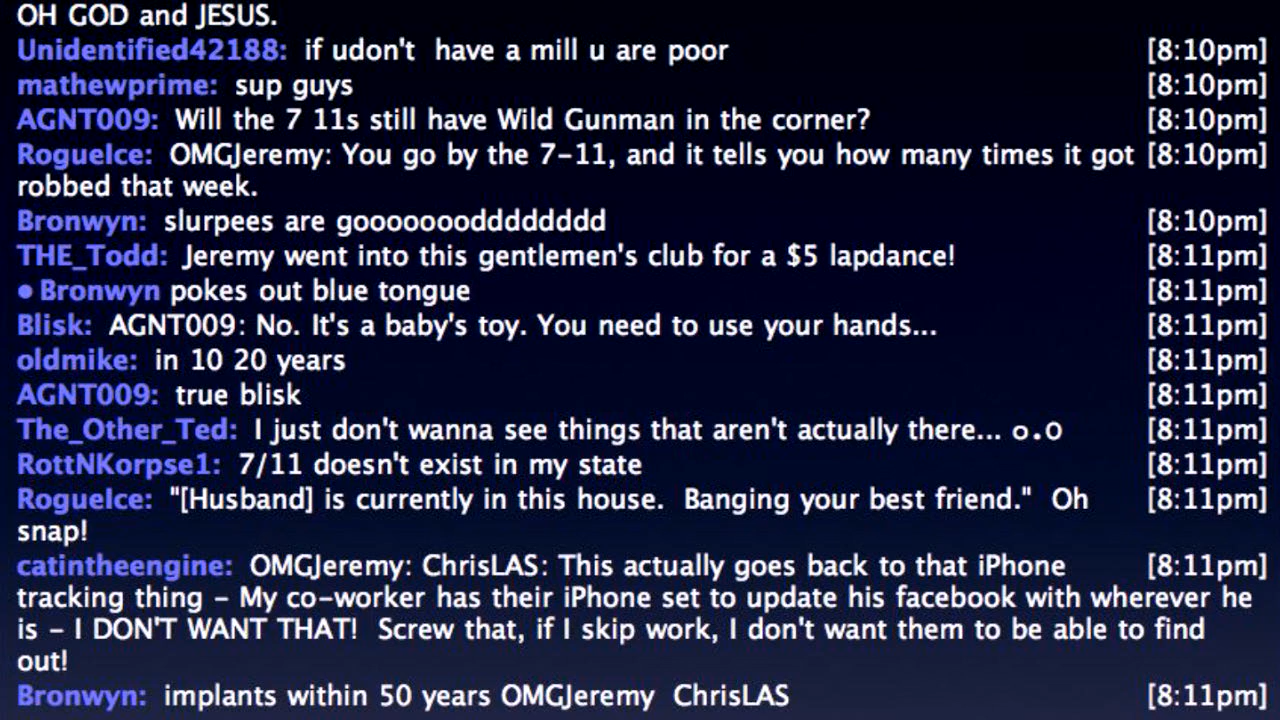 OH GOD and JESUS.
Unidentified42188: if udon't  have a mill u are poor [8:10pm]
mathewprime: sup guys [8:10pm]
AGNT009: Will the 7 11s still have Wild Gunman in the corner? [8:10pm]
RogueIce: OMGJeremy: You go by the 7-11, and it tells you how many times it got [8:10pm]
robbed that week.
Bronwyn: slurpees are gooooooodddddddd [8:10pm]
THE_Todd: Jeremy went into this gentlemen's club for a $5 lapdance! [8:11pm]
• Bronwyn pokes out blue tongue [8:11pm]
Blisk: AGNT009: No. It's a baby's toy. You need to use your hands... [8:11pm]
oldmike: in 10 20 years [8:11pm]
AGNT009: true blisk [8:11pm]
The_Other_Ted: I just don't wanna see things that aren't actually there... o.O [8:11pm]
RottNKorpse1: 7/11 doesn't exist in my state [8:11pm]
RogueIce: "[Husband] is currently in this house.  Banging your best friend."  Oh [8:11pm]
snap!
catintheengine: OMGJeremy: ChrisLAS: This actually goes back to that iPhone [8:11pm]
tracking thing - My co-worker has their iPhone set to update his facebook with wherever he
is - I DON'T WANT THAT!  Screw that, if I skip work, I don't want them to be able to find
out!
Bronwyn: implants within 50 years OMGJeremy  ChrisLAS [8:11pm]